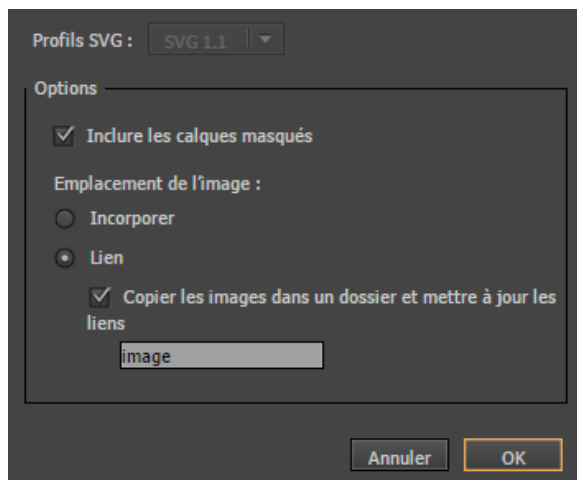 Profils SVG : SVG 1.1
Options
Inclure les calques masqués
Emplacement de l'image :
Incorporer
Lien
Copier les images dans un dossier et mettre à jour les
liens
image
Annuler OK